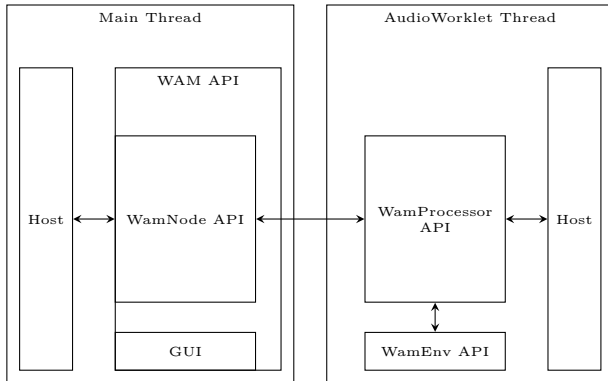 Main Thread
AudioWorklet Thread
WAM API
Host
WamNode API
WamProcessor
API
Host
GUI
WamEnv API